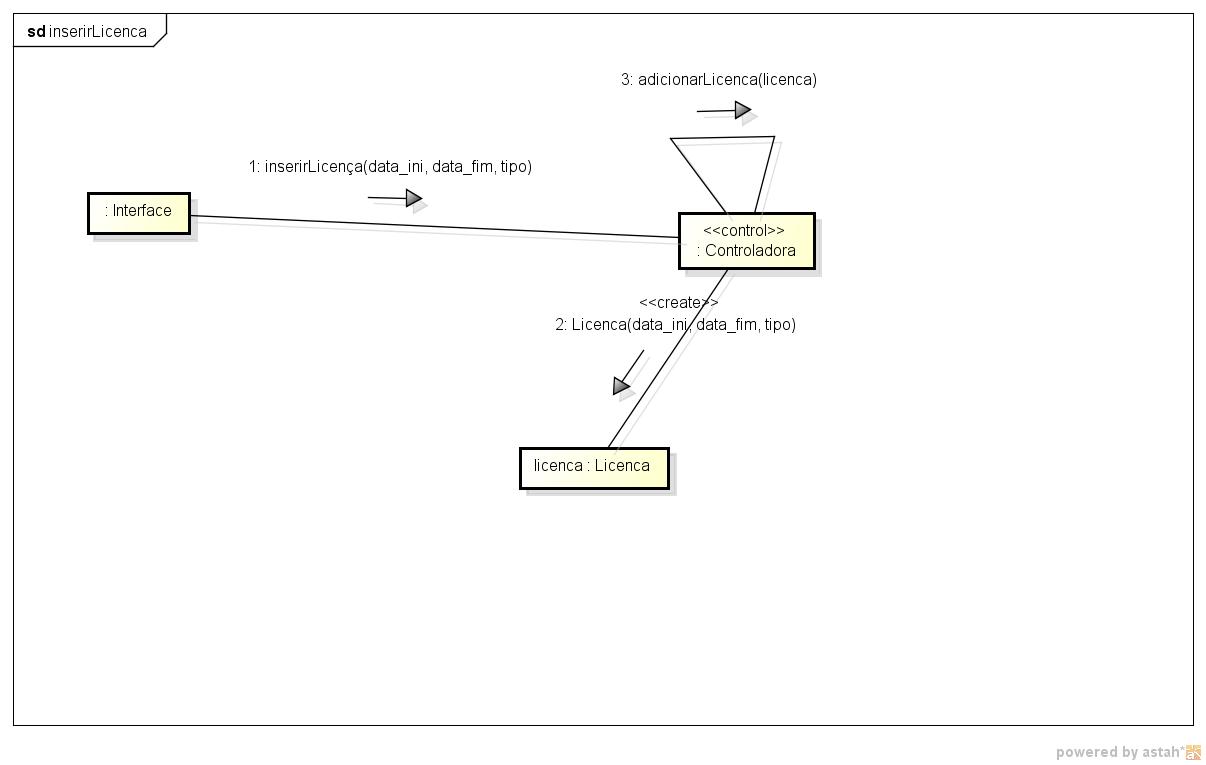 sd inserirLicenca
3: adicionarLicenca(licenca)
1: inserirLicença(data_ini, data_fim, tipo)
: Interface
<<control>>
: Controladora
<<create>>
2: Licenca(data_ini, data_fim, tipo)
licenca : Licenca
powered by astah*